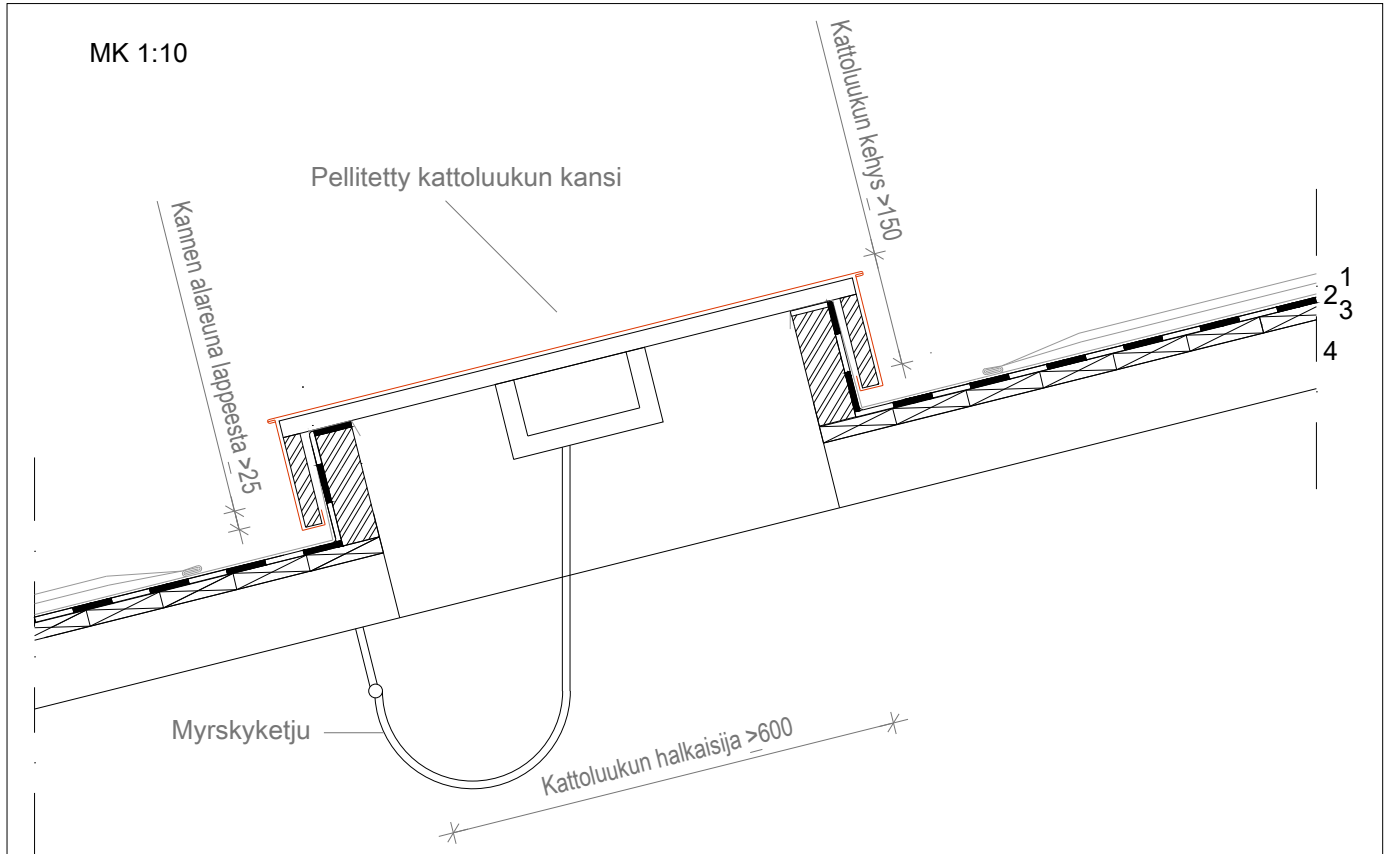 MK 1:10
Kattoluukun kehys ≥150
Pellitetty kattoluukun kansi
Kannen alareuna lappeesta ≥25
1
2
3
4
Myrskyketju
Kattoluukun halkaisija ≥600